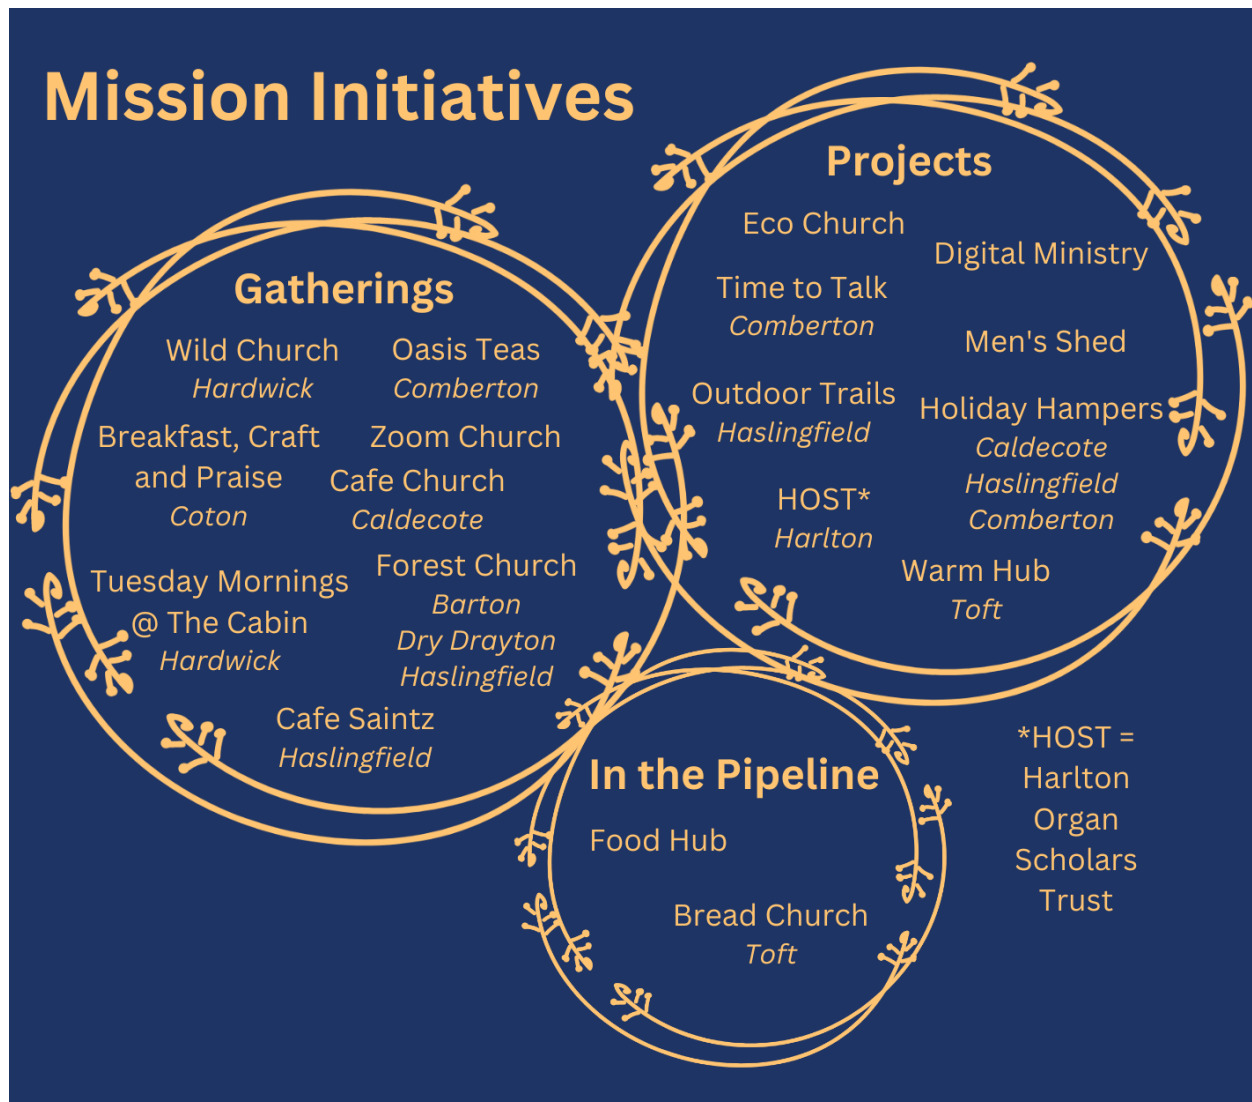 Mission Initiatives
Gatherings
Wild Church
Hardwick
Oasis Teas
Comberton
Breakfast, Craft
and Praise
Coton
Zoom Church
Cafe Church
Caldecote
Tuesday Mornings
@ The Cabin
Hardwick
Forest Church
Barton
Dry Drayton
Haslingfield
Cafe Saintz
Haslingfield
Projects
Eco Church
Digital Ministry
Time to Talk
Comberton
Men's Shed
Outdoor Trails
Haslingfield
Holiday Hampers
Caldecote
Haslingfield
Comberton
HOST*
Harlton
Warm Hub
Toft
In the Pipeline
Food Hub
Bread Church
Toft
*HOST =
Harlton
Organ
Scholars
Trust